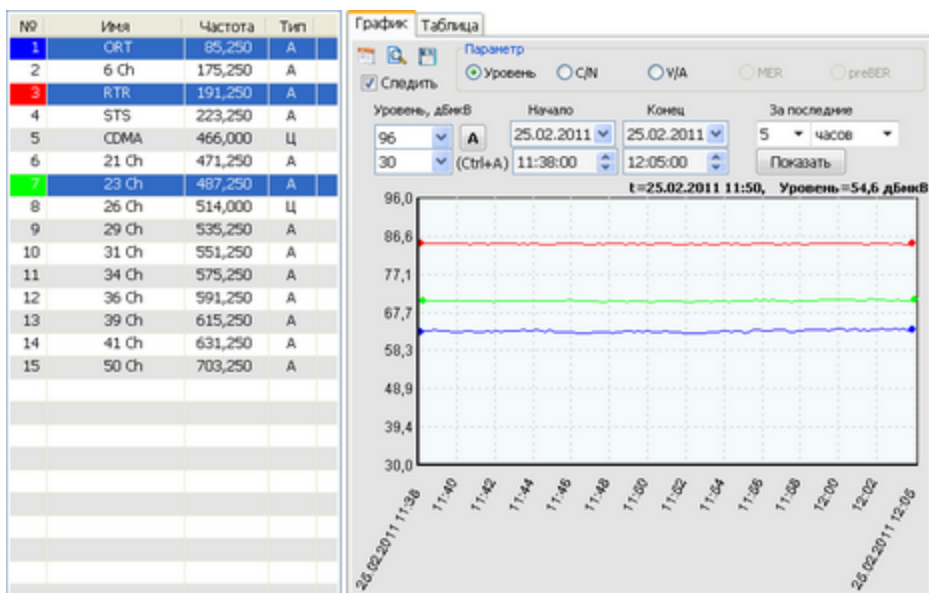 № Имя Частота Тип
1 ORT 85,250 А
2 6 Ch 175,250 А
3 RTR 191,250 А
4 STS 223,250 А
5 CDMA 466,000 Ц
6 21 Ch 471,250 А
7 23 Ch 487,250 А
8 26 Ch 514,000 Ц
9 29 Ch 535,250 А
10 31 Ch 551,250 А
11 34 Ch 575,250 А
12 36 Ch 591,250 А
13 39 Ch 615,250 А
14 41 Ch 631,250 А
15 50 Ch 703,250 А
График Таблица
Параметр
Следить Уровень C/N V/A MER preBER
Уровень, дБмкВ Начало Конец За последние
96 А 25.02.2011 25.02.2011 5 часов
30 (Ctrl+A) 11:38:00 12:05:00 Показать
t=25.02.2011 11:50, Уровень=54,6 дБмкВ
96,0
86,6
77,1
67,7
58,3
48,9
39,4
30,0
25.02.2011 11:38 11:40 11:42 11:44 11:46 11:48 11:50 11:52 11:54 11:56 11:58 12:00 12:02 25.02.2011 12:05